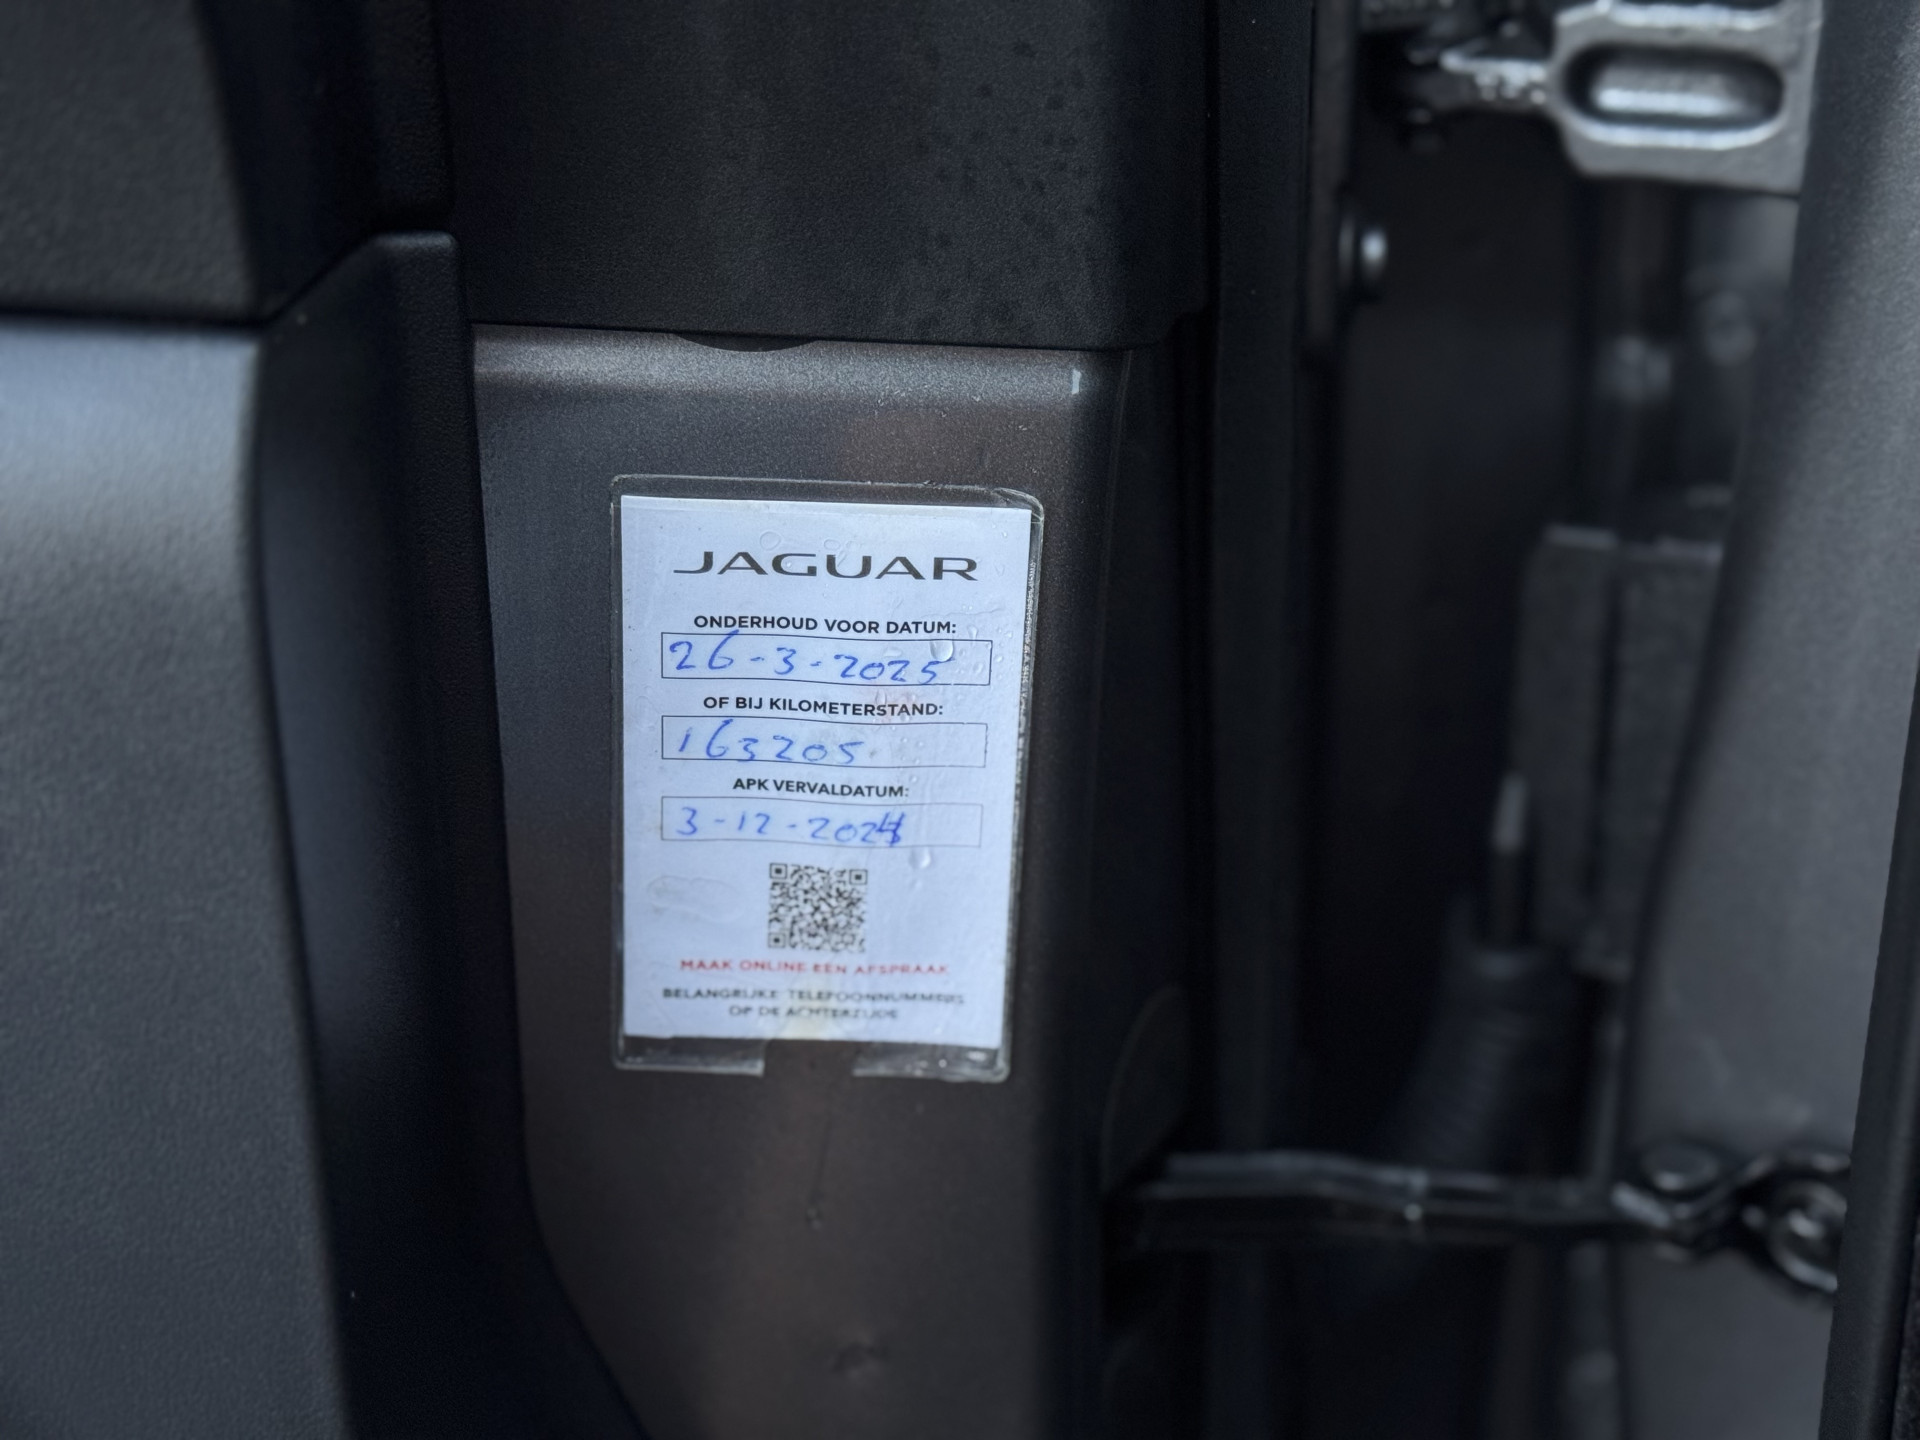 JAGUAR
ONDERHOUD VOOR DATUM:
26-3-2025
OF BIJ KILOMETERSTAND:
163205
APK VERVALDATUM:
3-12-2024
MAAK ONLINE EEN AFSPRAAK
BELANGRIJKE TELEFOONNUMMERS
OP DE ACHTERZIJDE